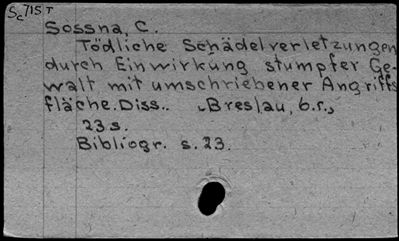 Sc 715 T
Sossna, C.
Tödliche Schädelverletzungen
durch Einwirkung stumpfer Ge-
walt mit umschriebener Angriffs
fläche. Diss.. Breslau, b.r.,
23 s.
Bibliogr. s. 23.